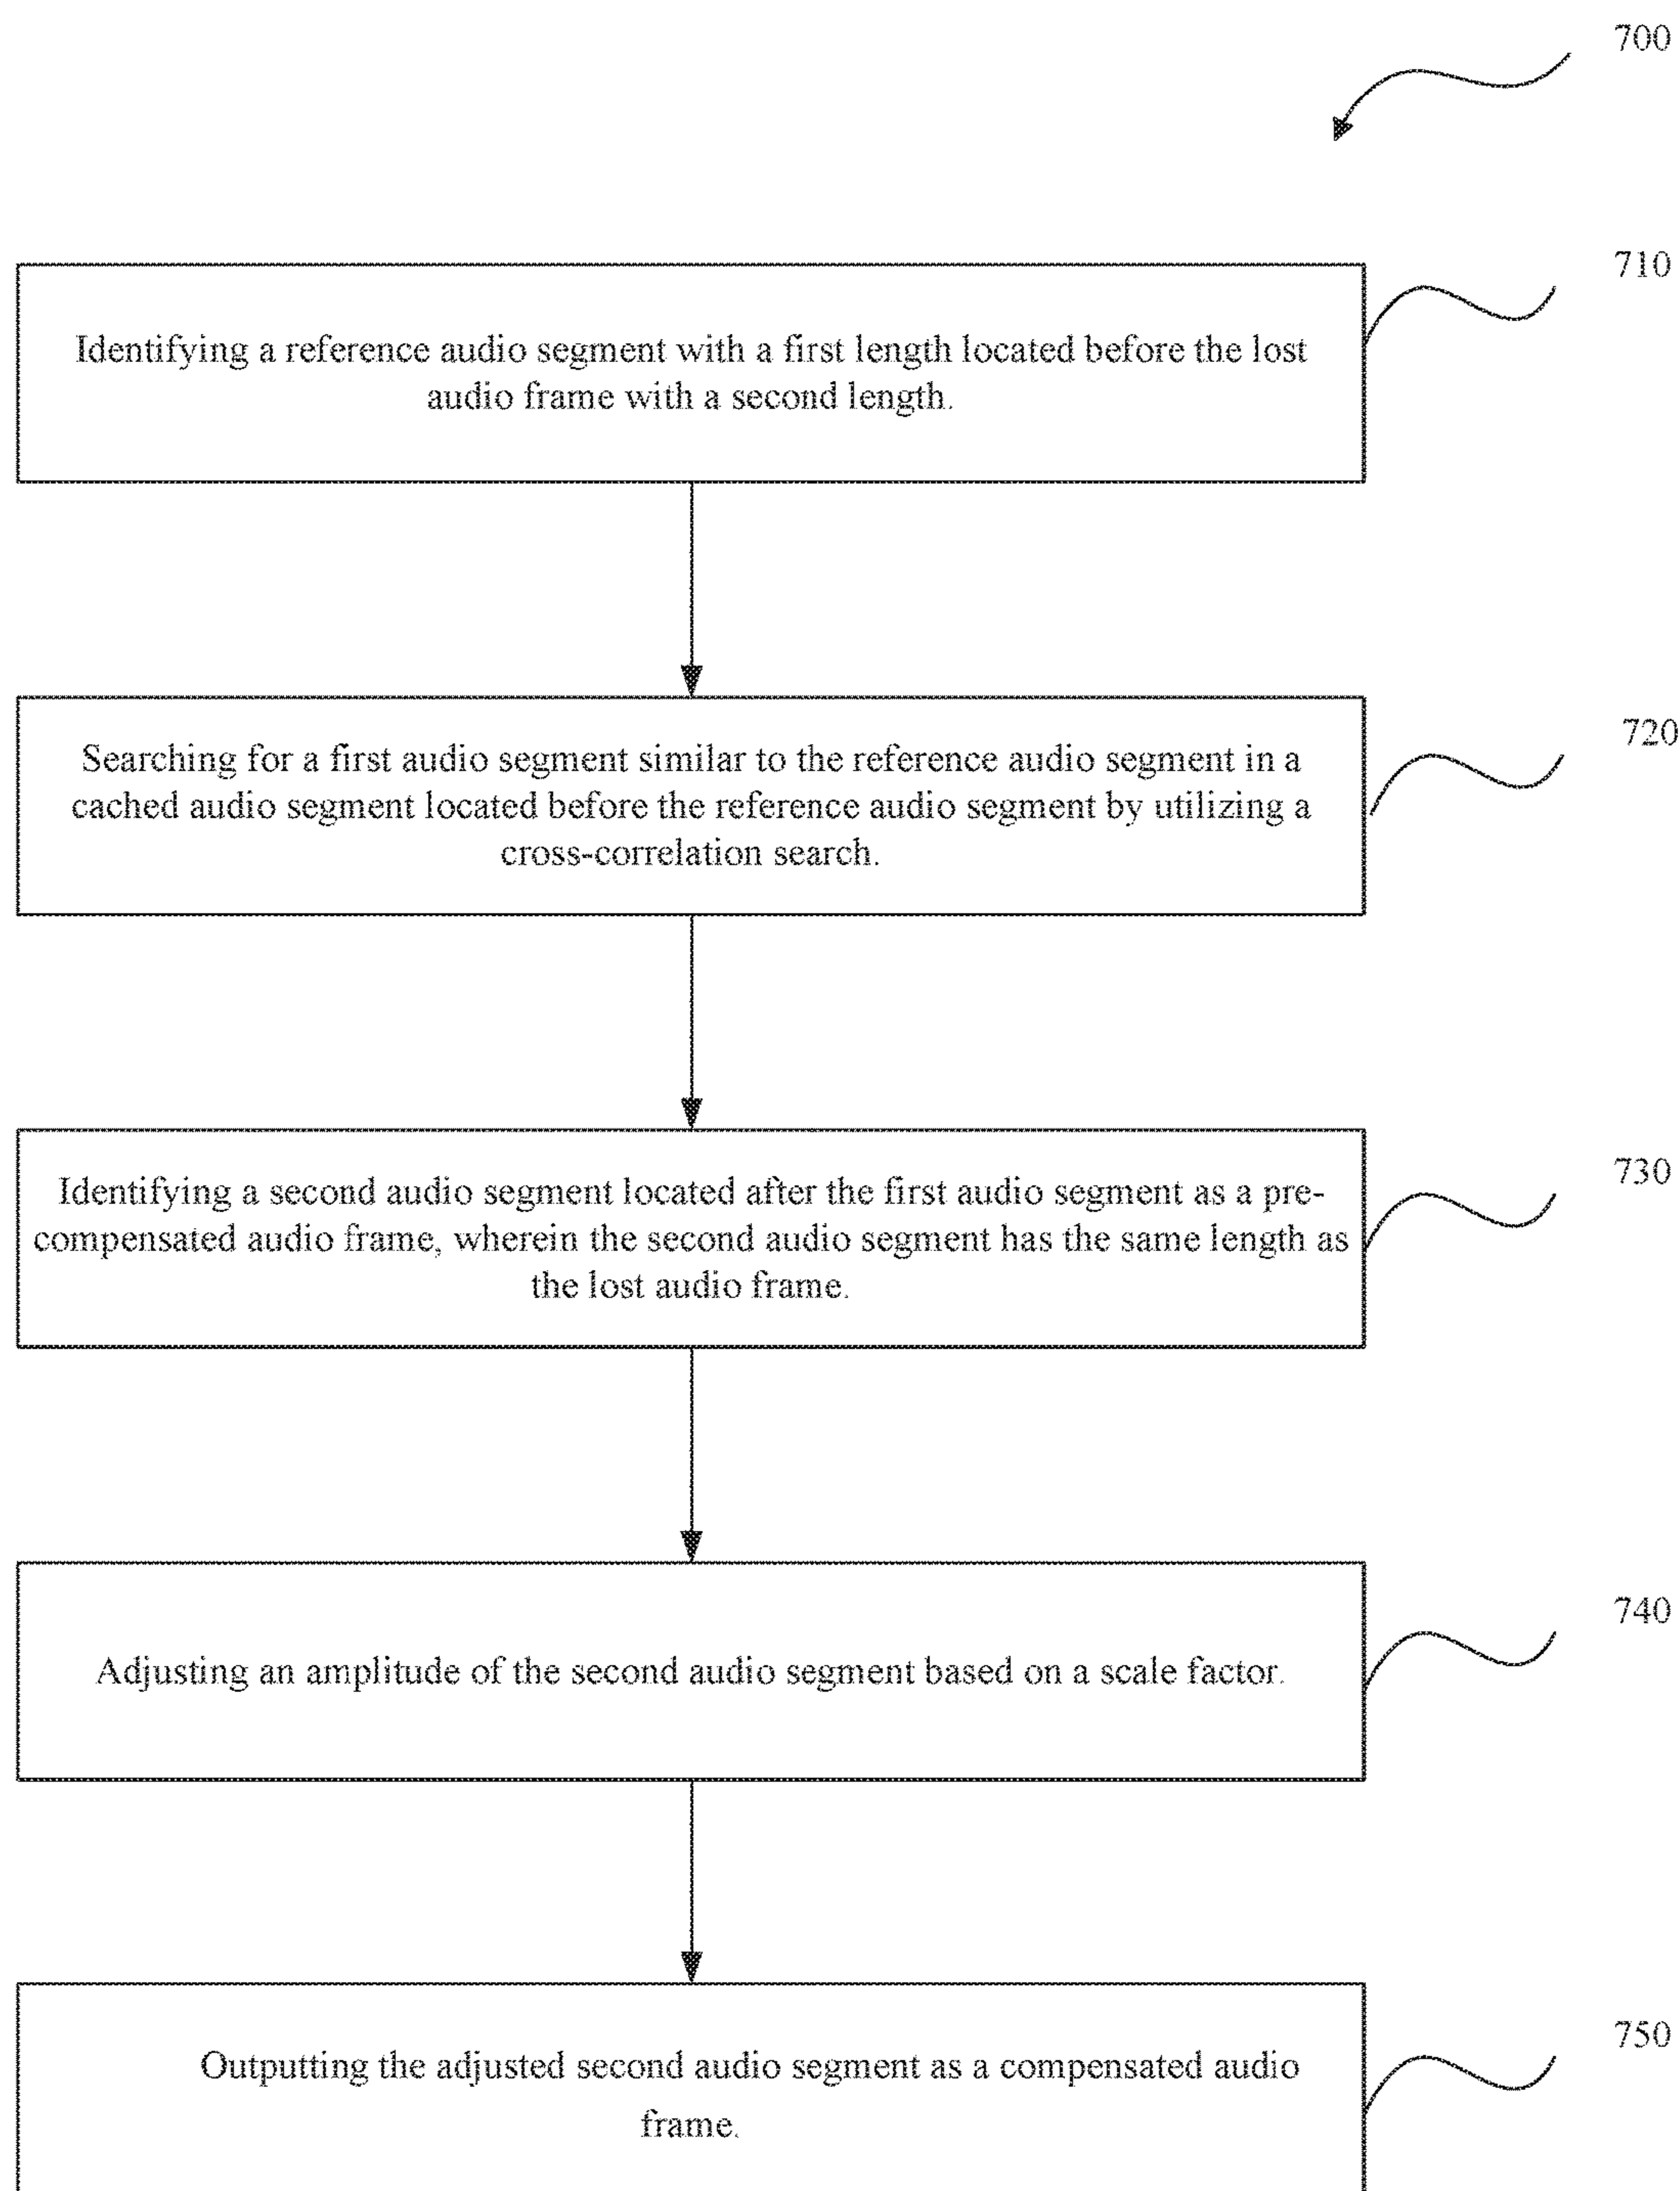 700
710
Identifying a reference audio segment with a first length located before the lost
audio frame with a second length.
720
Searching for a first audio segment similar to the reference audio segment in a
cached audio segment located before the reference audio segment by utilizing a
cross-correlation search.
730
Identifying a second audio segment located after the first audio segment as a pre-
compensated audio frame, wherein the second audio segment has the same length as
the lost audio frame.
740
Adjusting an amplitude of the second audio segment based on a scale factor.
750
Outputting the adjusted second audio segment as a compensated audio
frame.